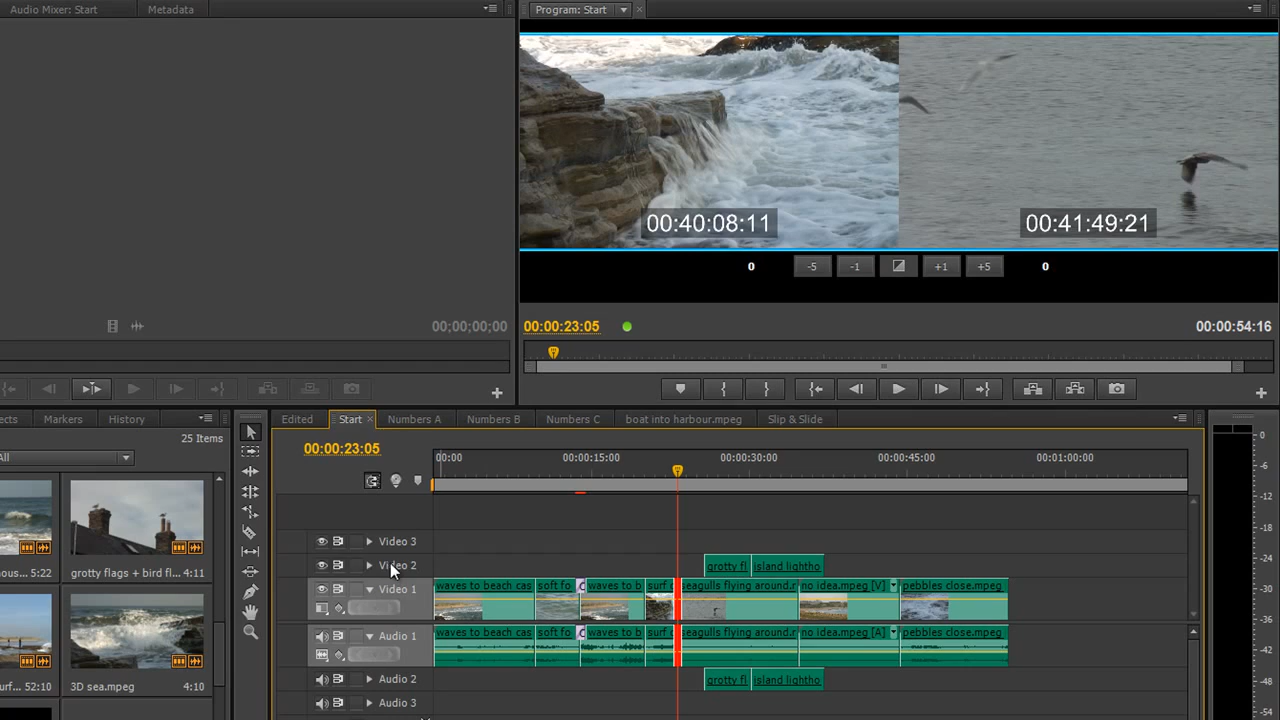 Audio Mixer: Start Metadata
Program: Start
00:40:08:11 00:41:49:21
0 -5 -1 +1 +5 0
00;00;00;00 00:00:23:05 00:00:54:16
ects Markers History
25 Items
All
Edited Start Numbers A Numbers B Numbers C boat into harbour.mpeg Slip & Slide
00:00:23:05
00:00 00:00:15:00 00:00:30:00 00:00:45:00 00:01:00:00
Video 3
Video 2 grotty fl island lightho
Video 1 waves to beach cas soft fo waves to b surf seagulls flying around.r no idea.mpeg [V] pebbles close.mpeg
Audio 1 waves to beach cas soft fo waves to b surf seagulls flying around.r no idea.mpeg [A] pebbles close.mpeg
Audio 2 grotty fl island lightho
Audio 3
nous... 5:22 grotty flags + bird fl... 4:11
urf... 52:10 3D sea.mpeg 4:10
0
-6
-12
-18
-24
-30
-36
-42
-48
-54